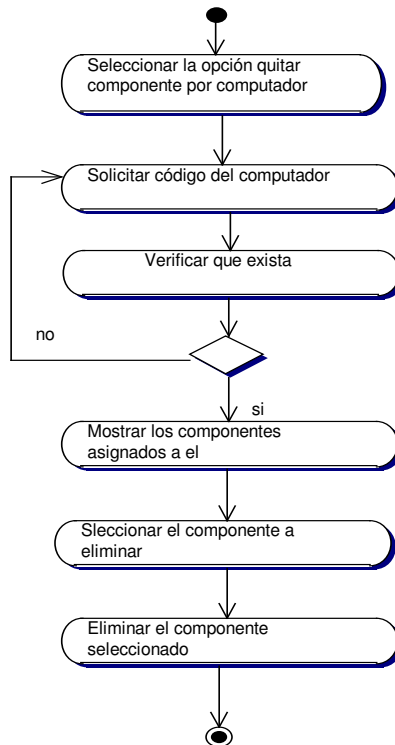 Seleccionar la opción quitar
componente por computador
Solicitar código del computador
Verificar que exista
no
si
Mostrar los componentes
asignados a el
Sleccionar el componente a
eliminar
Eliminar el componente
seleccionado